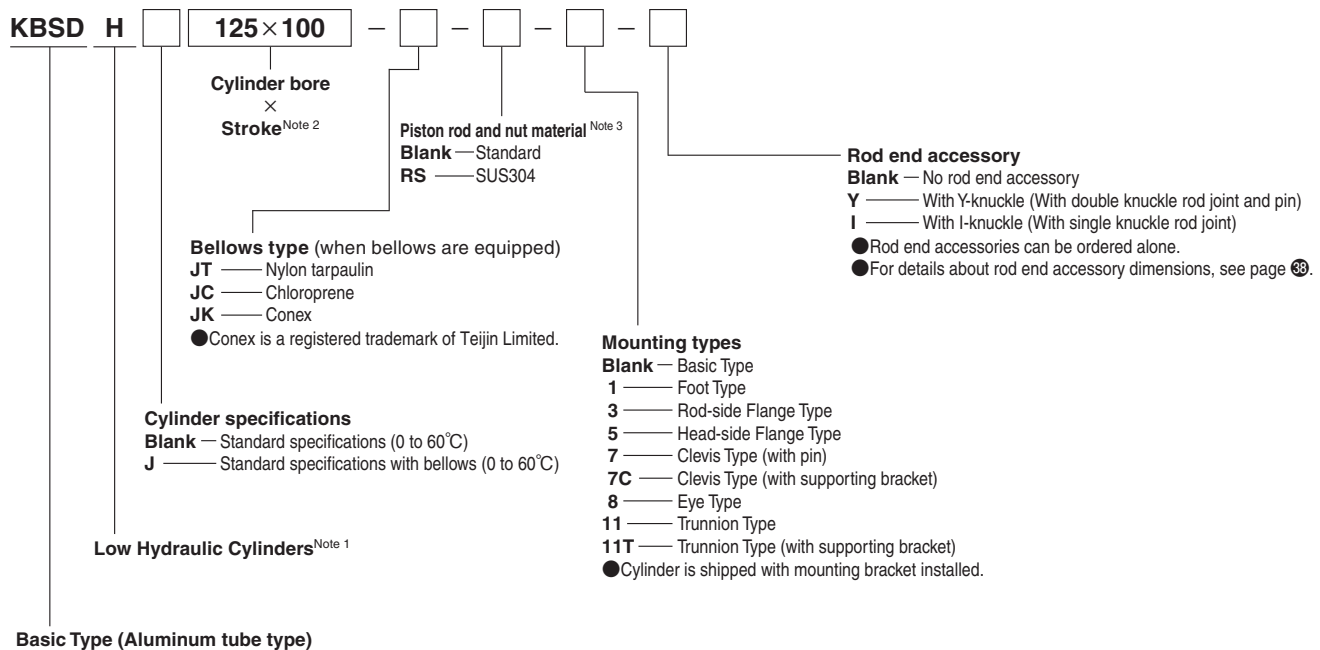 KBSD H 125×100 – – – –
Cylinder bore
×
Stroke Note 2
Piston rod and nut material Note 3
Blank — Standard
RS — SUS304
Rod end accessory
Blank — No rod end accessory
Y — With Y-knuckle (With double knuckle rod joint and pin)
I — With I-knuckle (With single knuckle rod joint)
●Rod end accessories can be ordered alone.
●For details about rod end accessory dimensions, see page 38.
Bellows type (when bellows are equipped)
JT — Nylon tarpaulin
JC — Chloroprene
JK — Conex
●Conex is a registered trademark of Teijin Limited.
Mounting types
Blank — Basic Type
1 — Foot Type
3 — Rod-side Flange Type
5 — Head-side Flange Type
7 — Clevis Type (with pin)
7C — Clevis Type (with supporting bracket)
8 — Eye Type
11 — Trunnion Type
11T — Trunnion Type (with supporting bracket)
●Cylinder is shipped with mounting bracket installed.
Cylinder specifications
Blank — Standard specifications (0 to 60℃)
J — Standard specifications with bellows (0 to 60℃)
Low Hydraulic Cylinders Note 1
Basic Type (Aluminum tube type)